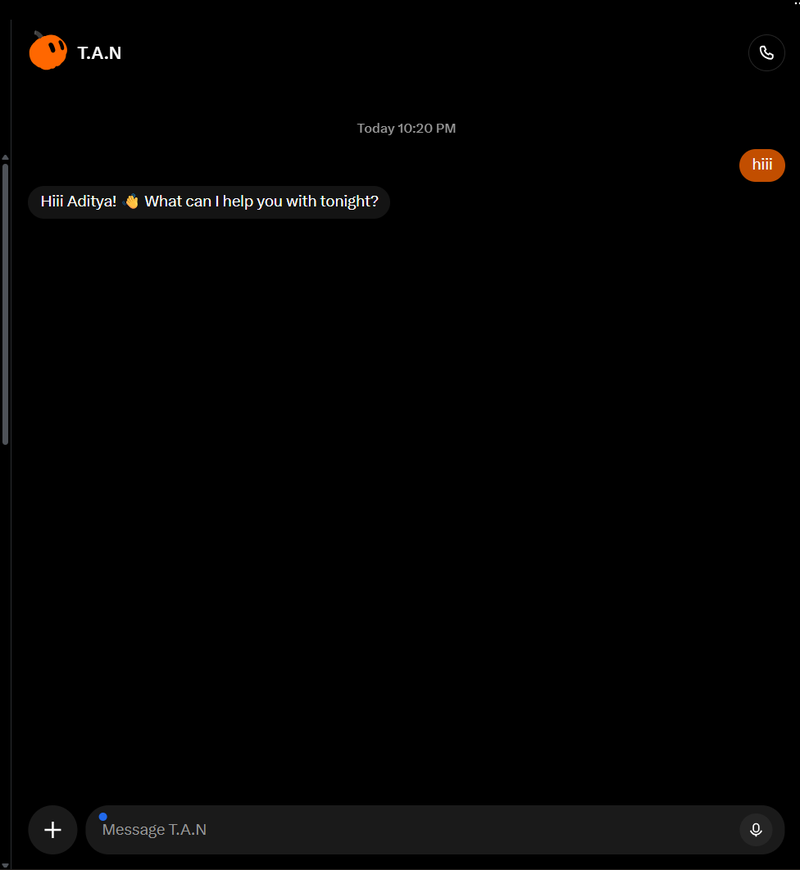 T.A.N
Today 10:20 PM
hiii
Hiii Aditya! 👋 What can I help you with tonight?
Message T.A.N